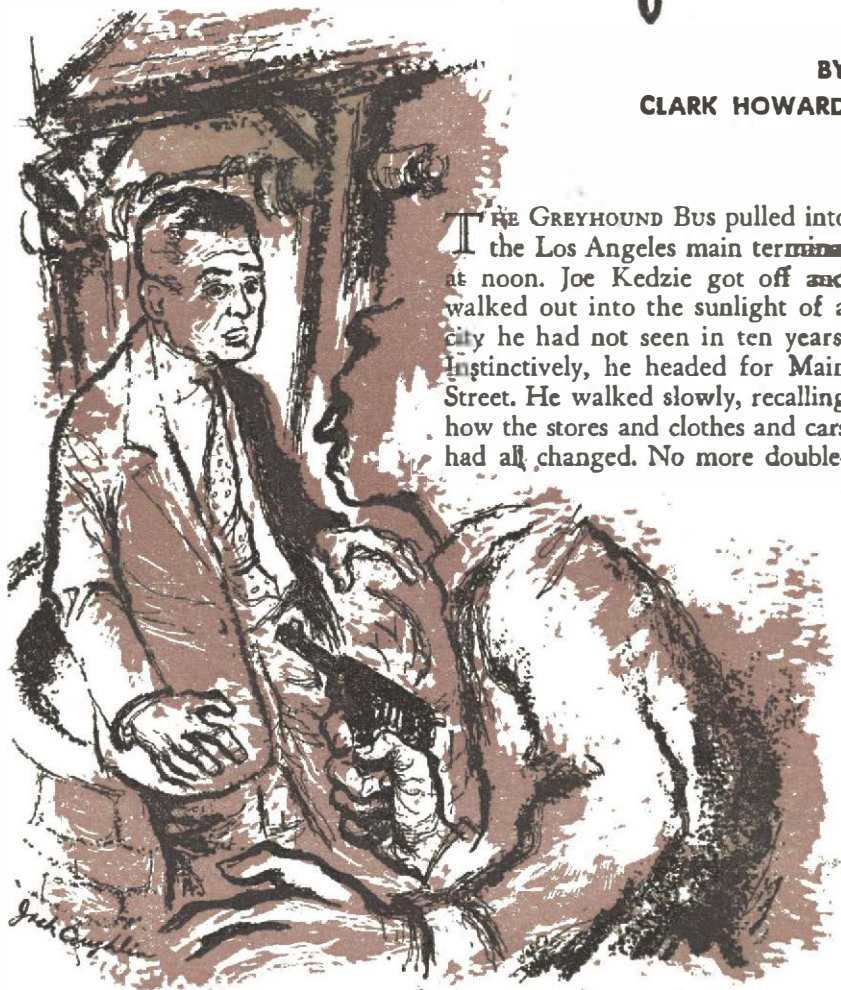 BY
CLARK HOWARD
THE GREYHOUND BUS pulled into
the Los Angeles main
at noon. Joe Kedzie got off
walked out into the sunlight of a
city he had not seen in ten years.
Instinctively, he headed for Main
Street. He walked slowly, recalling
how the stores and clothes and cars
had all changed. No more double-
Jack Coughlin